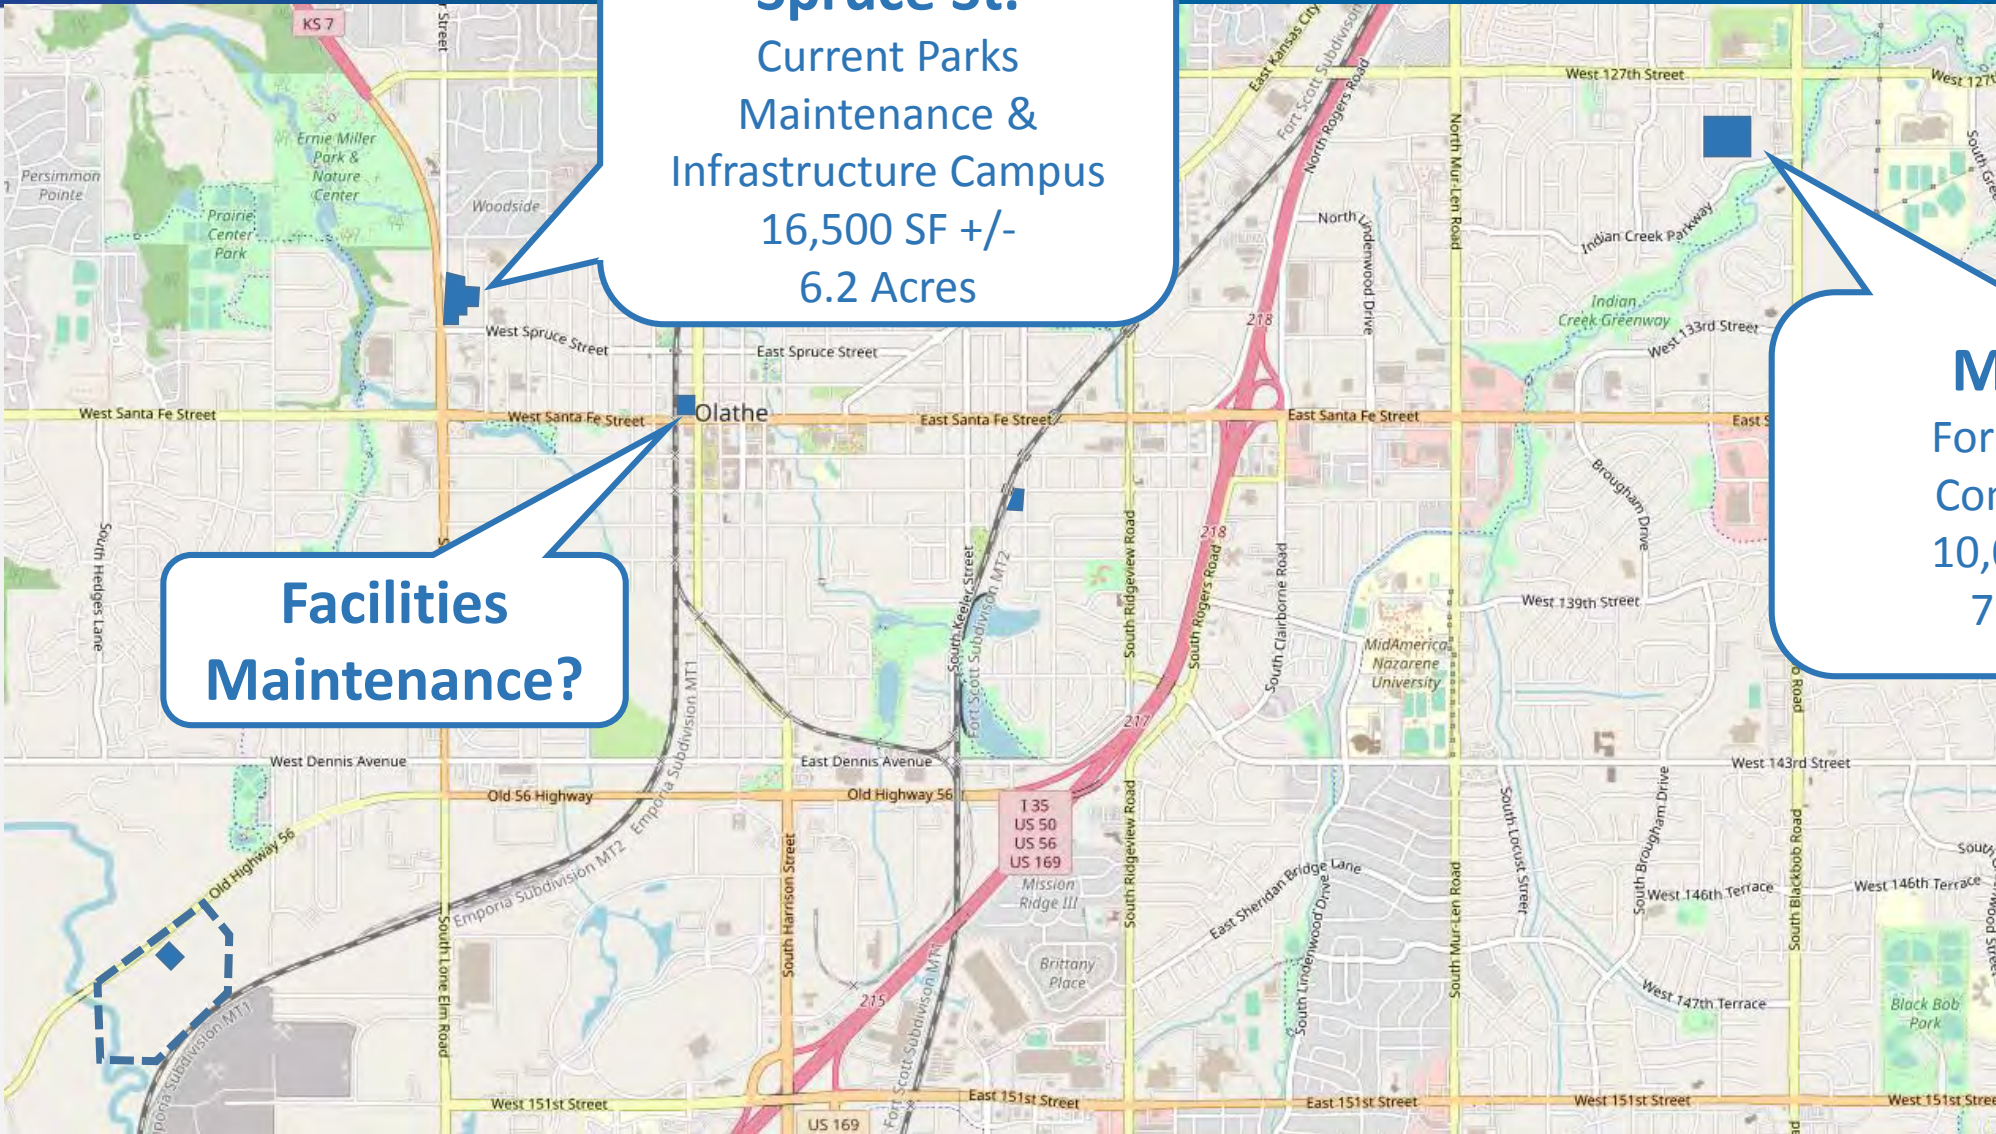 Spruce St.
Current Parks
Maintenance &
Infrastructure Campus
16,500 SF +/-
6.2 Acres
Facilities
Maintenance?
M
For
Con
7
KS 7
Ernie Miller
Park &
Nature
Center
Persimmon
Pointe
Prairie
Center
Park
Woodside
West Spruce Street
East Spruce Street
West Santa Fe Street
West Santa Fe Street
Olathe
East Santa Fe Street
East Santa Fe Street
East Kansas City
Fort Scott Subdivision
North Rogers Road
West 127th Street
North Mur-Len Road
Indian Creek Parkway
Indian
Creek Greenway
West 133rd Street
North Lindenwood Drive
218
218
South Hedges Lane
South Keeler Street
Fort Scott Subdivison MT2
South Ridgeview Road
South Rogers Road
South Clairborne Road
Brougham Drive
West 139th Street
MidAmerica
Nazarene
University
217
West Dennis Avenue
East Dennis Avenue
West 143rd Street
Emporia Subdivision MT1
Old 56 Highway
Old Highway 56
Old Highway 56
Emporia Subdivision MT2
I 35
US 50
US 56
US 169
Mission
Ridge III
South Ridgeview Road
East Sheridan Bridge Lane
South Lindenwood Drive
South Locust Street
South Brougham Drive
South Blackbob Road
West 146th Terrace
West 146th Terrace
West 147th Terrace
South Mur-Len Road
South Lone Elm Road
South Harrison Street
Brittany
Place
215
Fort Scott Subdivison MT1
Black Bob
Park
West 151st Street
East 151st Street
East 151st Street
West 151st Street
West 151st Stree
US 169